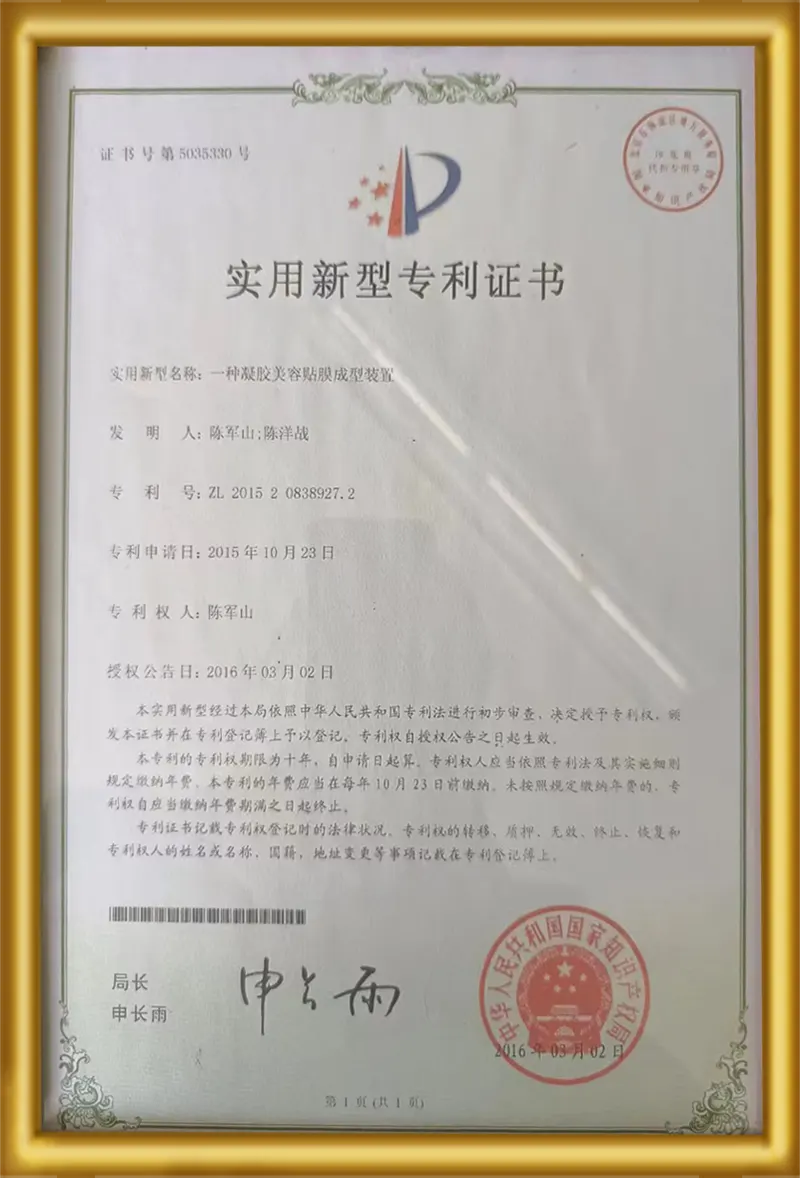 证书号第5035330号
实用新型专利证书
实用新型名称：一种凝胶美容贴膜成型装置
发明人：陈军山;陈洋战
专利号：ZL 2015 2 0838927.2
专利申请日：2015年10月23日
专利权人：陈军山
授权公告日：2016年03月02日
本实用新型经过本局依照中华人民共和国专利法进行初步审查，决定授予专利权，颁
发本证书并在专利登记簿上予以登记。专利权自授权公告之日起生效。
本专利的专利权期限为十年，自申请日起算。专利权人应当依照专利法及其实施细则
规定缴纳年费。本专利的年费应当在每年10月23日前缴纳。未按照规定缴纳年费的，专
利权自应当缴纳年费期满之日起终止。
专利证书记载专利权登记时的法律状况。专利权的转移、质押、无效、终止、恢复和
专利权人的姓名或名称、国籍、地址变更等事项记载在专利登记簿上。
局长
申长雨
申长雨
中华人民共和国国家知识产权局
2016年03月02日
第1页(共1页)